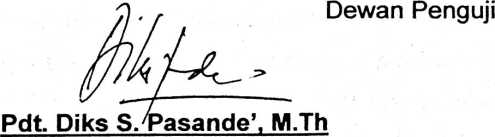 Dewan Penguji
Pdt. Diks S. Pasande’, M.Th